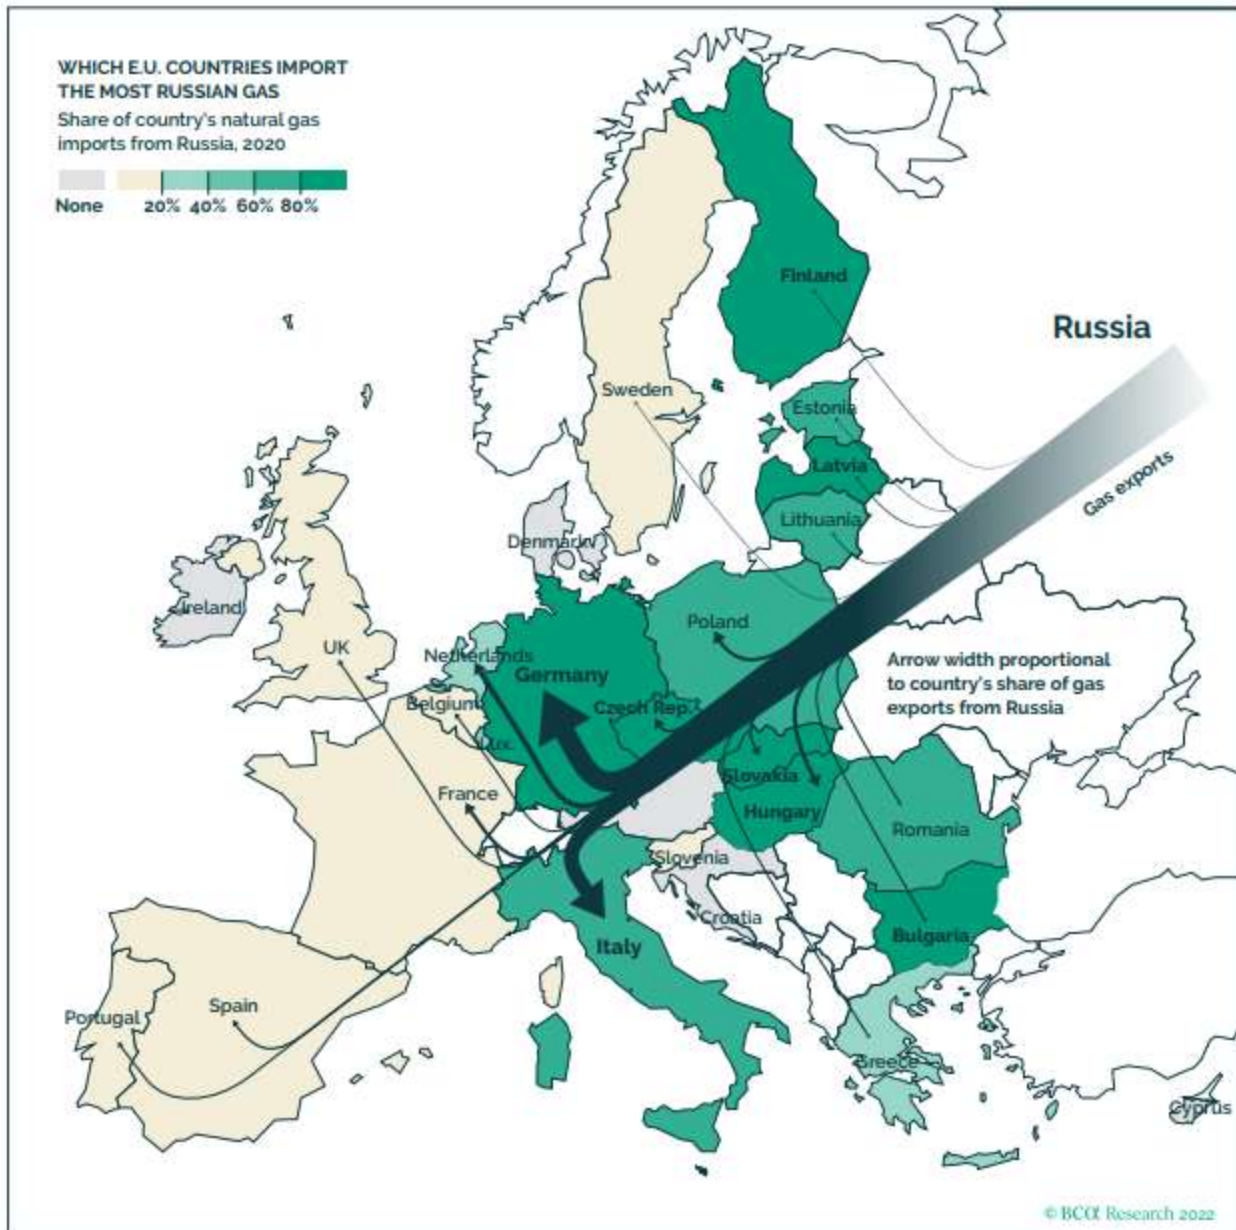 WHICH E.U. COUNTRIES IMPORT
THE MOST RUSSIAN GAS
Share of country's natural gas
imports from Russia, 2020
None
20% 40% 60% 80%
Finland
Russia
Sweden
Estonia
Latvia
Gas exports
Lithuania
Denmark
Ireland
Poland
UK
Netherlands
Arrow width proportional
to country's share of gas
exports from Russia
Germany
Belgium
Czech Rep.
Lux.
Slovakia
France
Hungary
Romania
Slovenia
Croatia
Bulgaria
Italy
Spain
Portugal
Greece
Cyprus
© BCA Research 2022